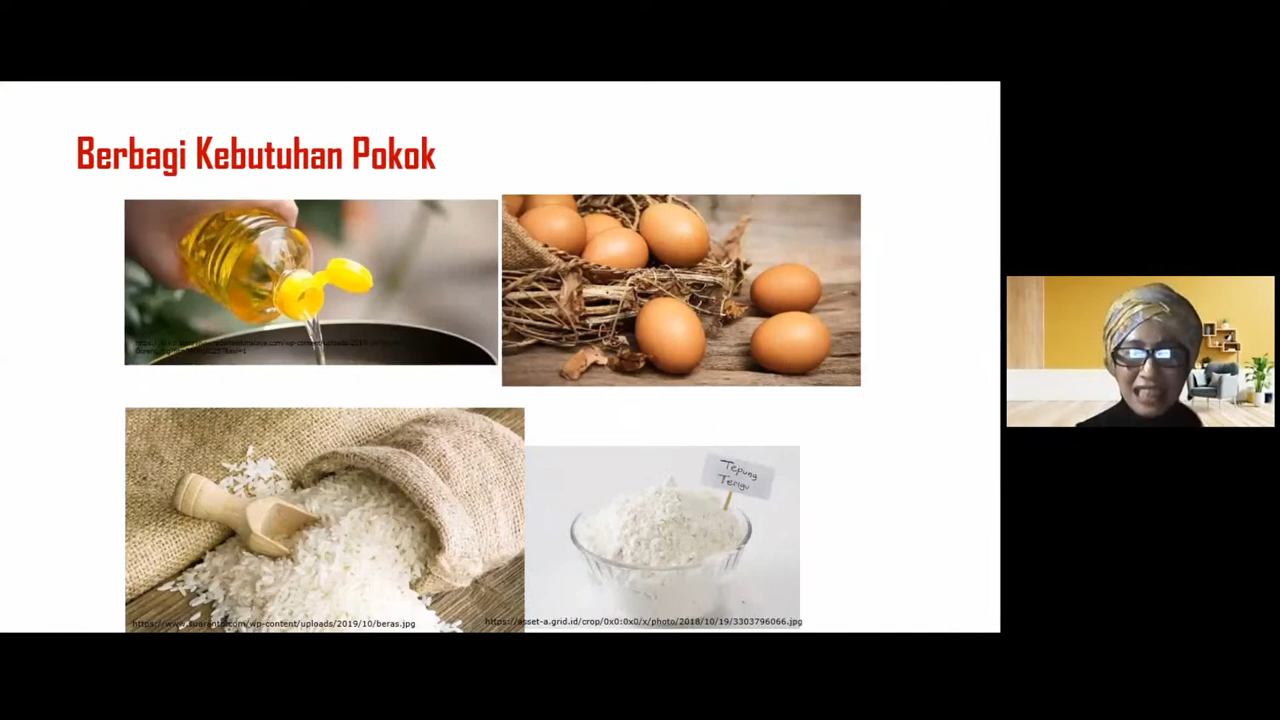 Berbagi Kebutuhan Pokok
Tepung
Terigu
https://www.suarantb.com/wp-content/uploads/2019/10/beras.jpg
https://asset-a.grid.id/crop/0x0:0x0/x/photo/2018/10/19/3303796066.jpg